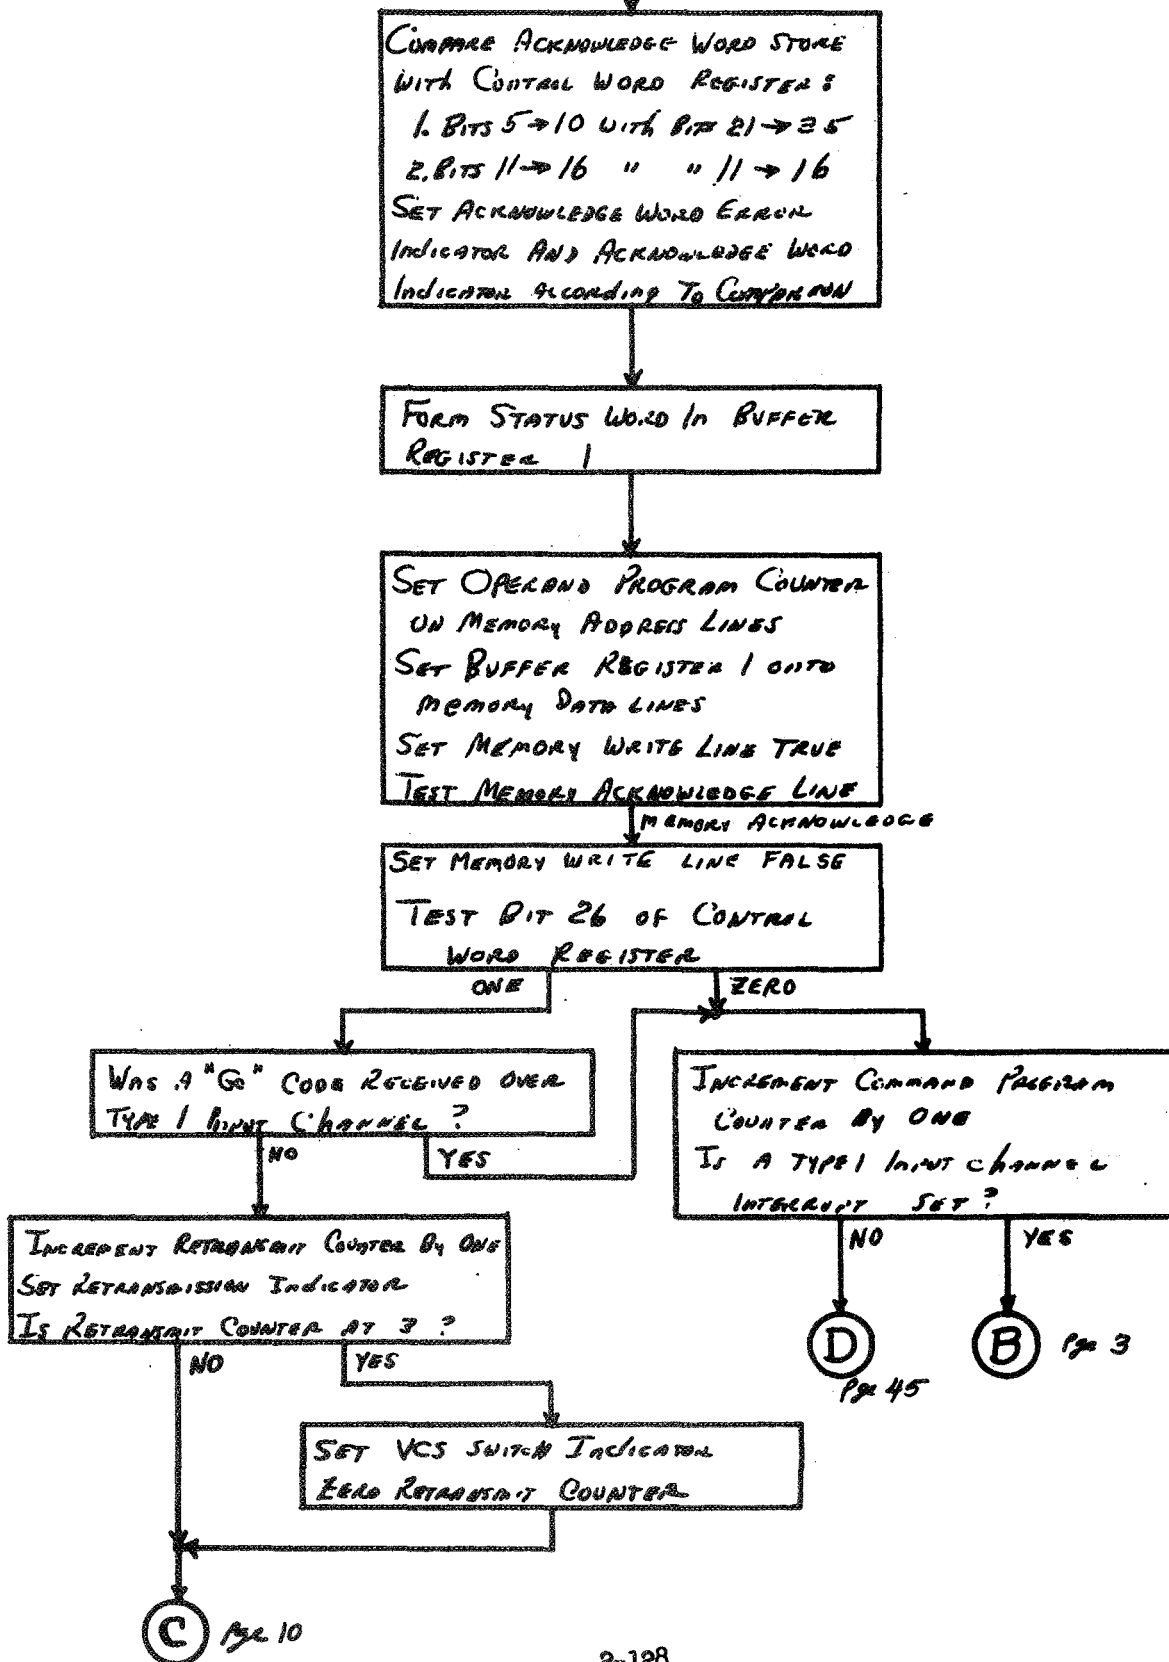 COMPARE ACKNOWLEDGE WORD STORE
WITH CONTROL WORD REGISTER:
1. BITS 5→10 WITH BITS 21→25
2. BITS 11→16 " " 11→16
SET ACKNOWLEDGE WORD ERROR
INDICATOR AND ACKNOWLEDGE WORD
INDICATOR ACCORDING TO COMPARISON
FORM STATUS WORD IN BUFFER
REGISTER 1
SET OPERAND PROGRAM COUNTER
ON MEMORY ADDRESS LINES
SET BUFFER REGISTER 1 ONTO
MEMORY DATA LINES
SET MEMORY WRITE LINE TRUE
TEST MEMORY ACKNOWLEDGE LINE
MEMORY ACKNOWLEDGE
SET MEMORY WRITE LINE FALSE
TEST BIT 26 OF CONTROL
WORD REGISTER
ONE
ZERO
WAS A "GO" CODE RECEIVED OVER
TYPE 1 INPUT CHANNEL ?
NO
YES
INCREMENT COMMAND PROGRAM
COUNTER BY ONE
IS A TYPE 1 INPUT CHANNEL
INTERRUPT SET ?
NO
YES
D
Pge 45
B
Pge 3
INCREMENT RETRANSMIT COUNTER BY ONE
SET RETRANSMISSION INDICATOR
IS RETRANSMIT COUNTER AT 3 ?
NO
YES
SET VCS SWITCH INDICATOR
ZERO RETRANSMIT COUNTER
C
Pge 10
2-128